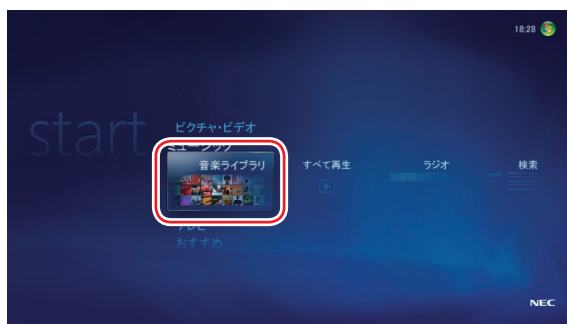 18:28
start
ピクチャ・ビデオ
ミュージック
音楽ライブラリ
すべて再生
ラジオ
検索
テレビ
おすすめ
NEC